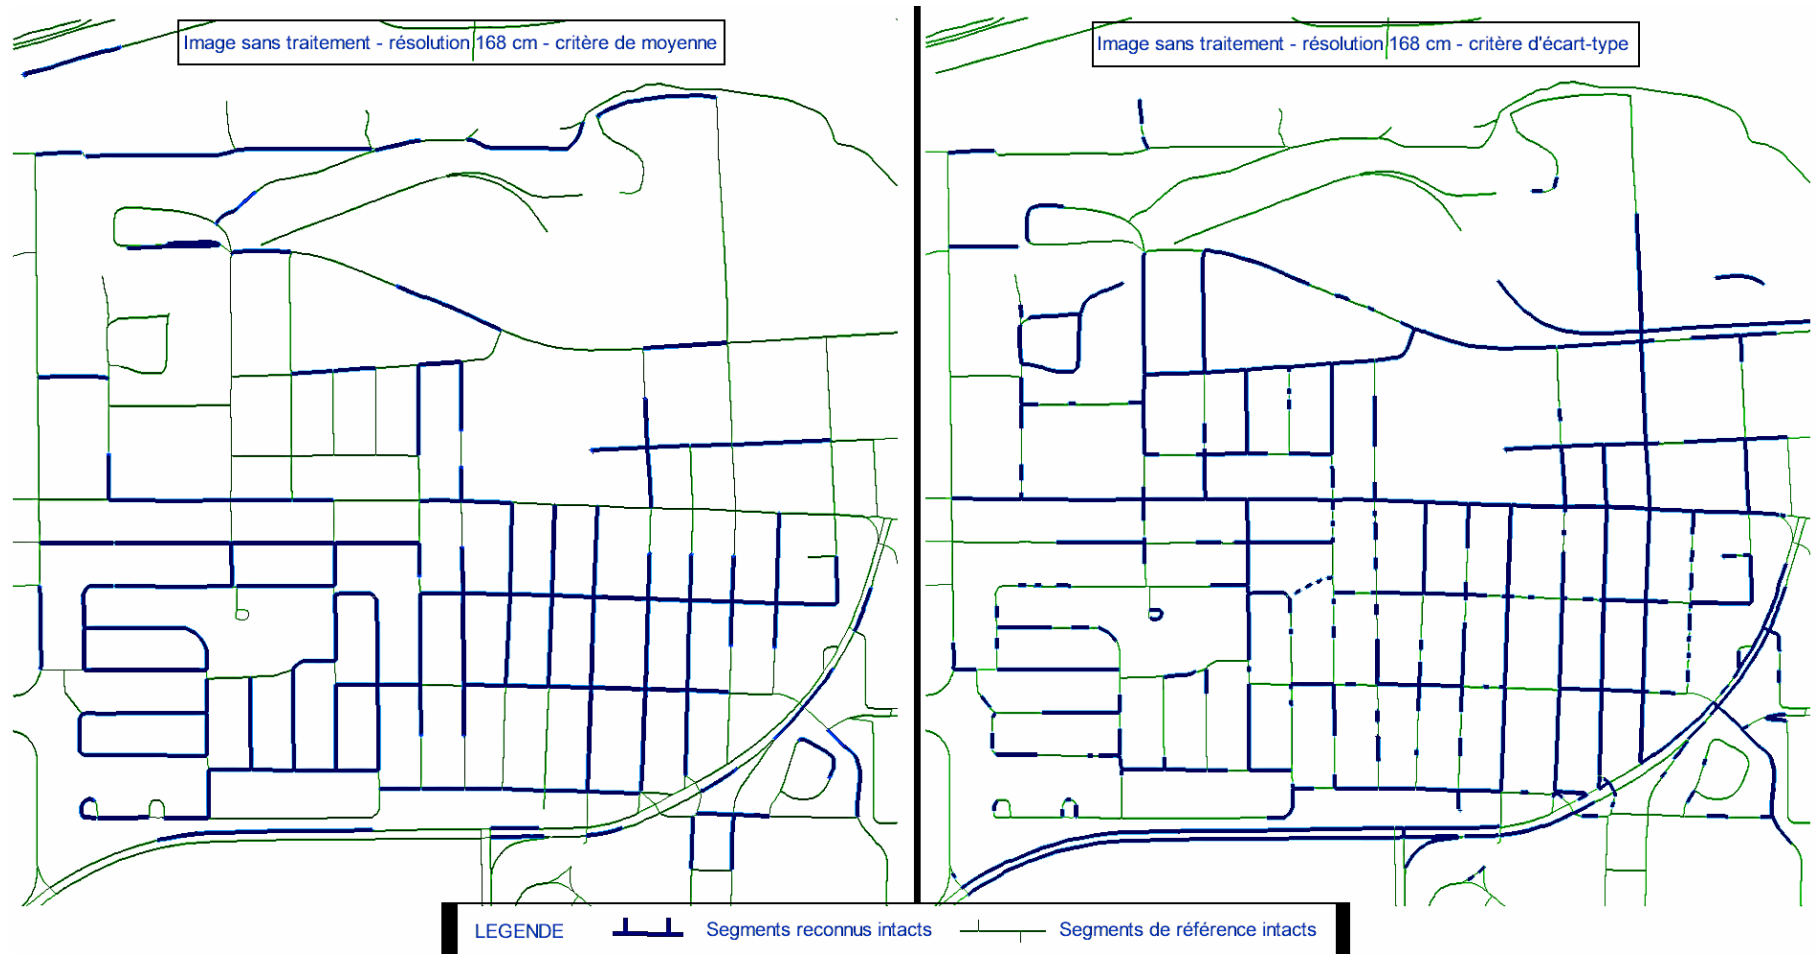 Image sans traitement - résolution 168 cm - critère de moyenne
Image sans traitement - résolution 168 cm - critère d'écart-type
LEGENDE Segments reconnus intacts Segments de référence intacts